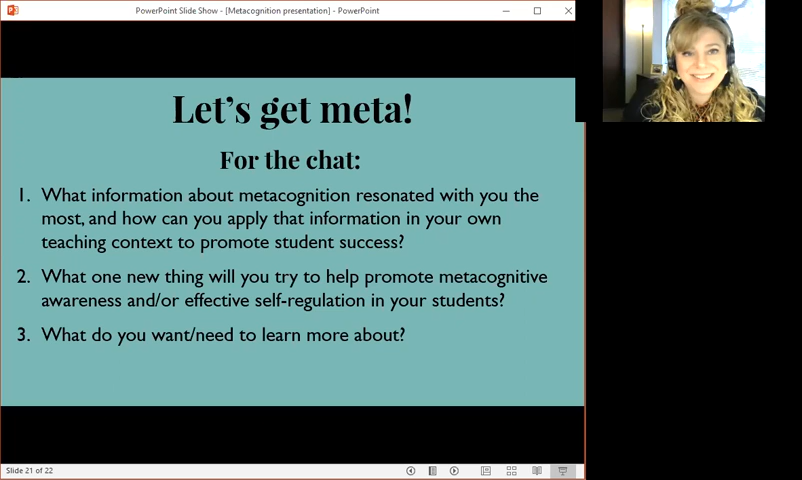 PowerPoint Slide Show - [Metacognition presentation] - PowerPoint
Let's get meta!
For the chat:
1. What information about metacognition resonated with you the
most, and how can you apply that information in your own
teaching context to promote student success?
2. What one new thing will you try to help promote metacognitive
awareness and/or effective self-regulation in your students?
3. What do you want/need to learn more about?
Slide 21 of 22